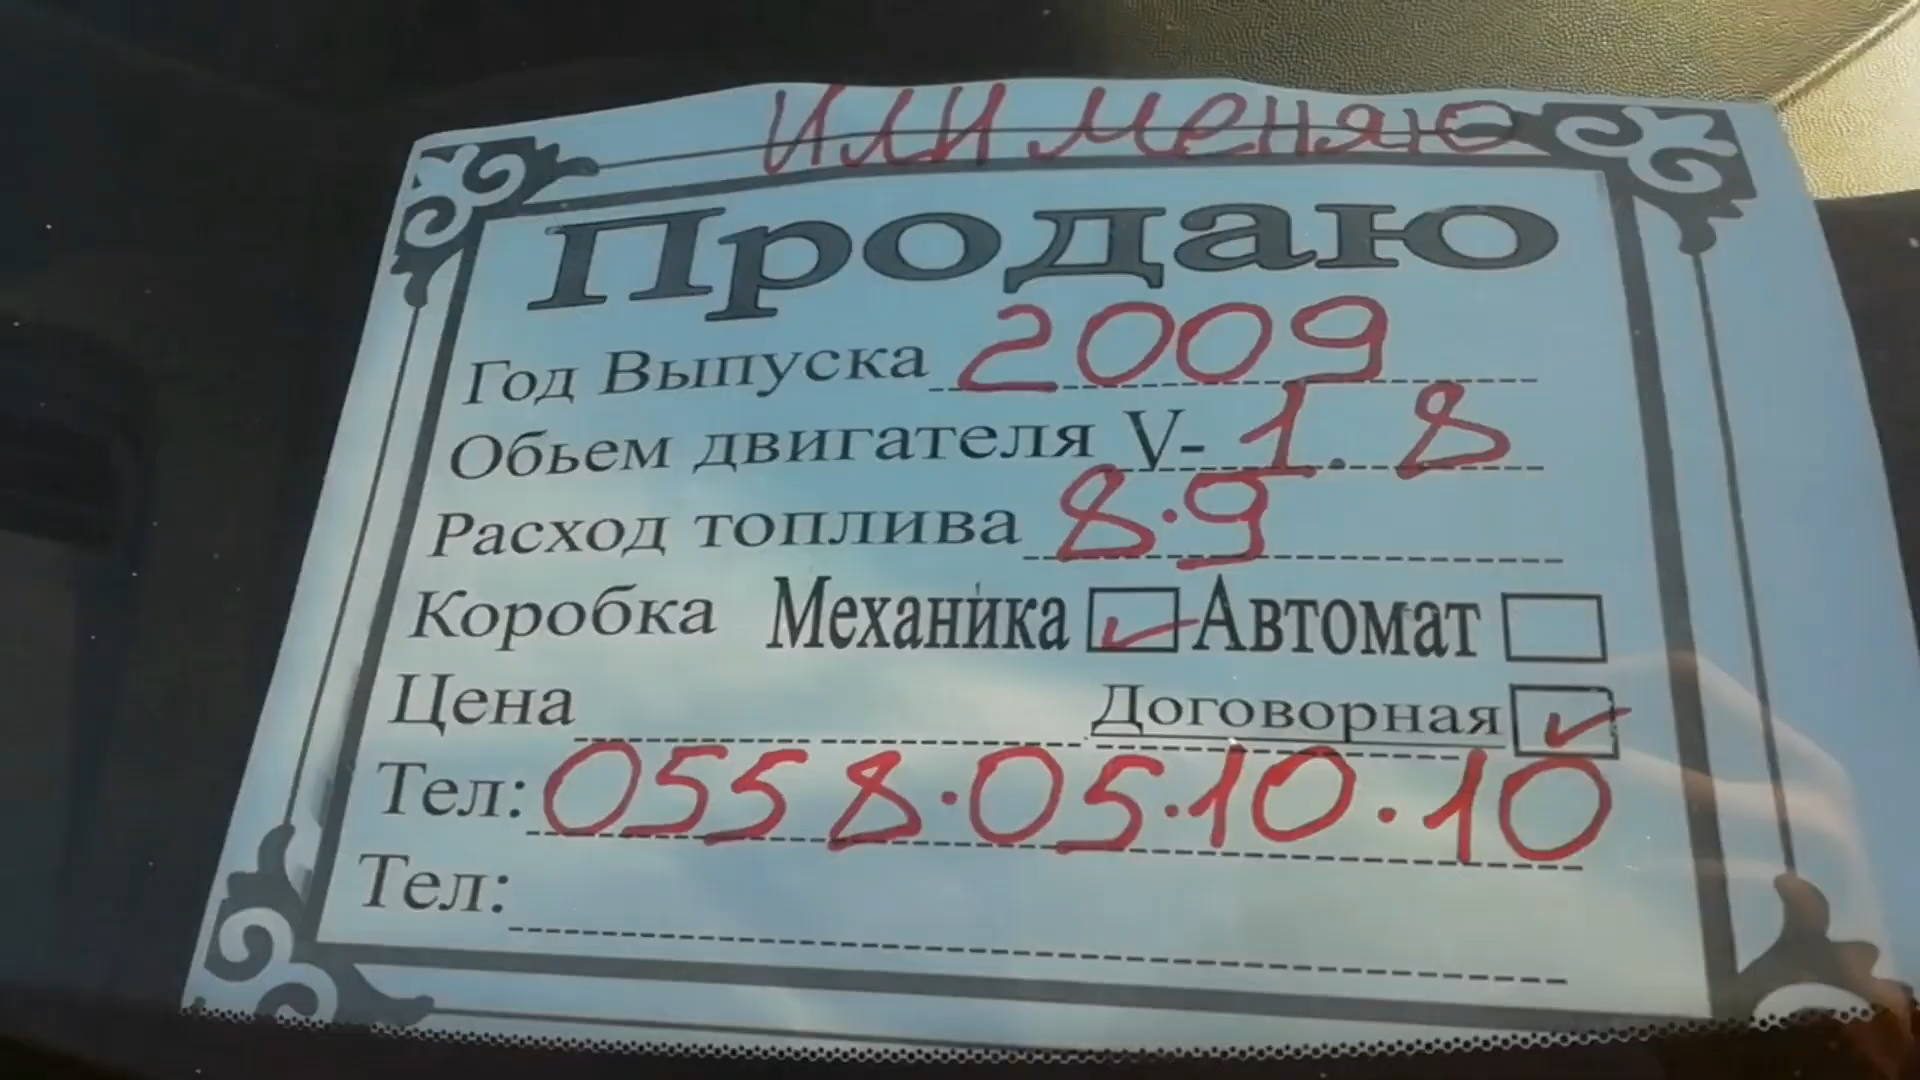 или меняю
Продаю
Год Выпуска 2009
Обьем двигателя V- 1.8
Расход топлива 8.9
Коробка Механика Автомат
Цена Договорная
Тел: 0558.05.10.10
Тел: